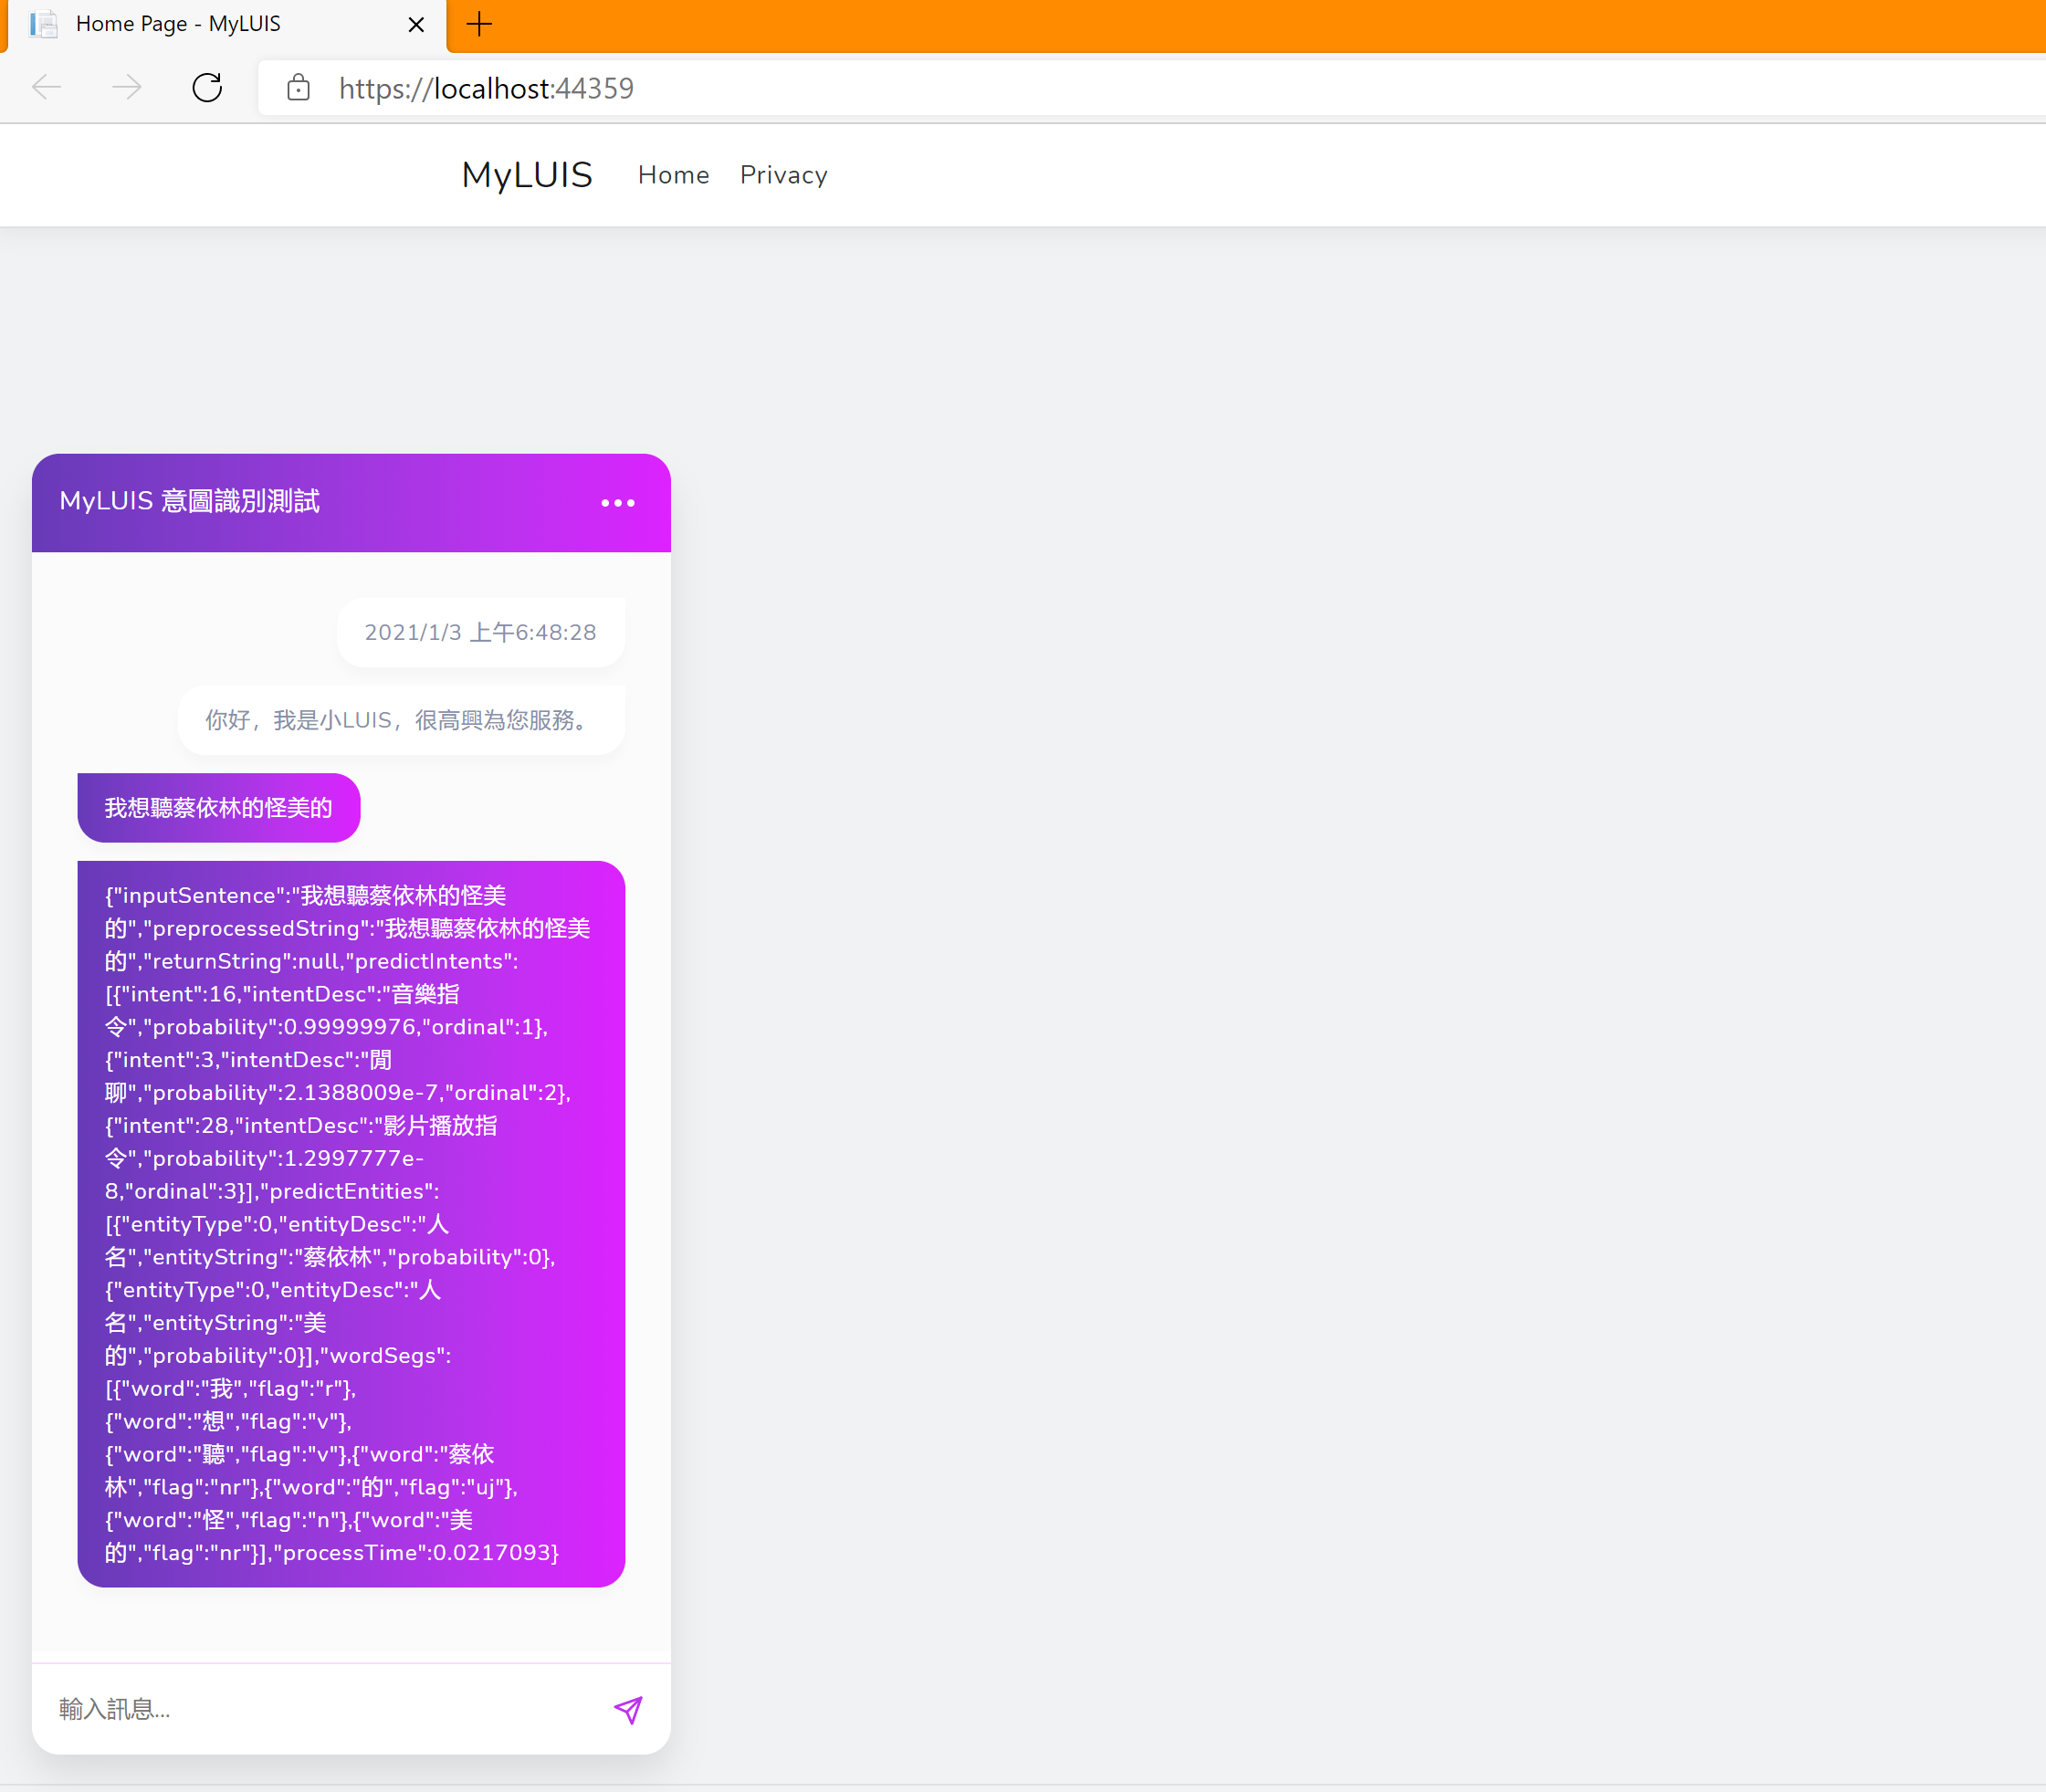 Home Page - MyLUIS
https://localhost:44359
MyLUIS Home Privacy
MyLUIS 意圖識別測試
2021/1/3 上午6:48:28
你好，我是小LUIS，很高興為您服務。
我想聽蔡依林的怪美的
{"inputSentence":"我想聽蔡依林的怪美
的","preprocessedString":"我想聽蔡依林的怪美
的","returnString":null,"predictIntents":
[{"intent":16,"intentDesc":"音樂指
令","probability":0.99999976,"ordinal":1},
{"intent":3,"intentDesc":"閒
聊","probability":2.1388009e-7,"ordinal":2},
{"intent":28,"intentDesc":"影片播放指
令","probability":1.2997777e-
8,"ordinal":3}],"predictEntities":
[{"entityType":0,"entityDesc":"人
名","entityString":"蔡依林","probability":0},
{"entityType":0,"entityDesc":"人
名","entityString":"美
的","probability":0}],"wordSegs":
[{"word":"我","flag":"r"},
{"word":"想","flag":"v"},
{"word":"聽","flag":"v"},{"word":"蔡依
林","flag":"nr"},{"word":"的","flag":"uj"},
{"word":"怪","flag":"n"},{"word":"美
的","flag":"nr"}],"processTime":0.0217093}
輸入訊息...